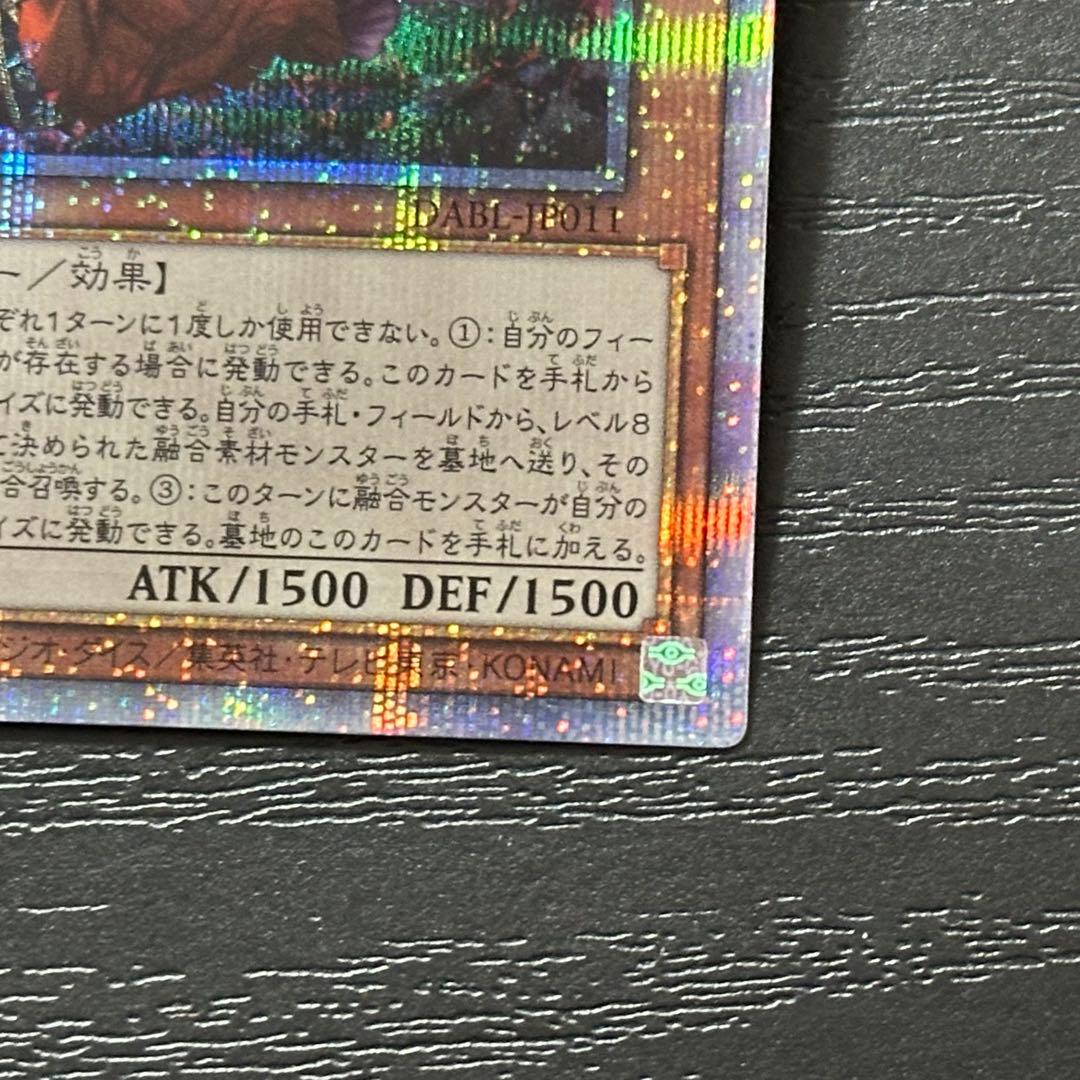 DABL-JP011
ー／効果】
ぞれ1ターンに1度しか使用できない。①：自分のフィー
が存在する場合に発動できる。このカードを手札から
イズに発動できる。自分の手札・フィールドから、レベル8
て決められた融合素材モンスターを墓地へ送り、その
合召喚する。③：このターンに融合モンスターが自分の
イズに発動できる。墓地のこのカードを手札に加える。
ATK/1500 DEF/1500
ジオ・ダイス／集英社・テレビ東京・KONAMI